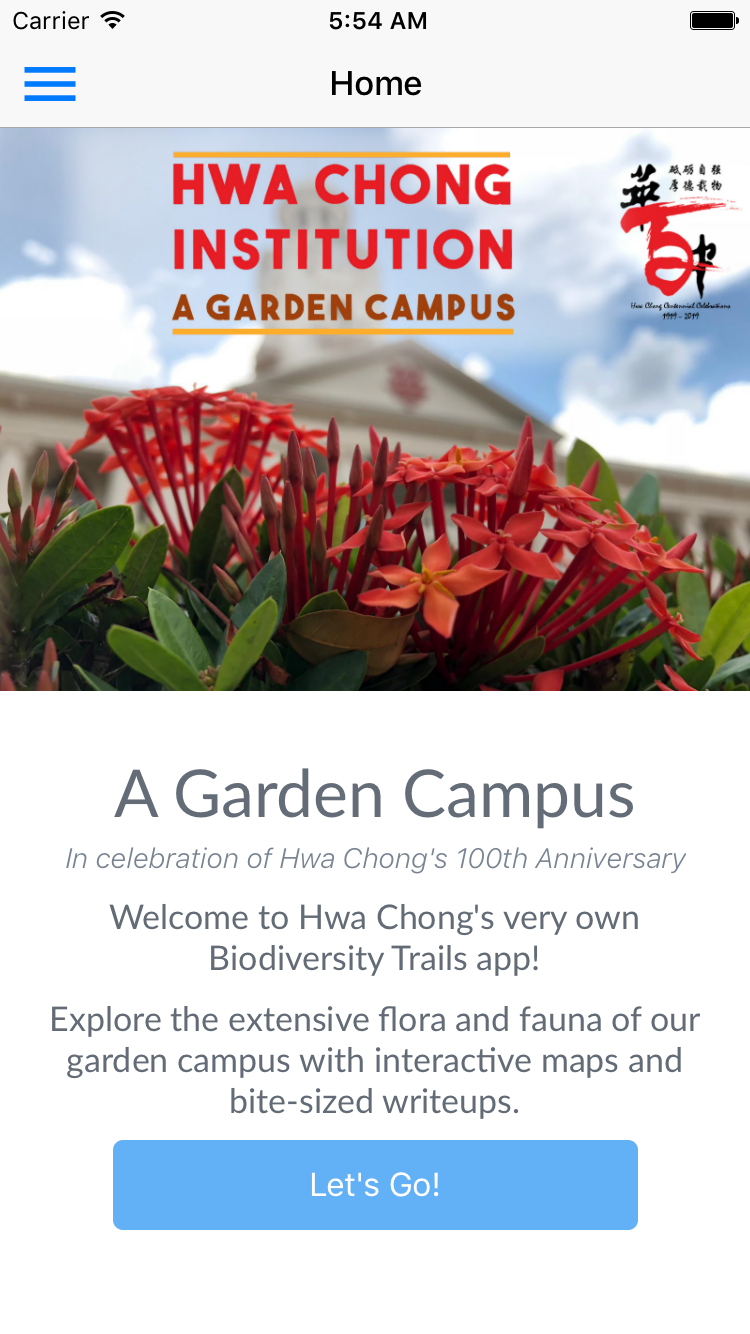 Carrier
5:54 AM
Home
HWA CHONG
INSTITUTION
A GARDEN CAMPUS
砥砺自强
厚德载物
華中
Hwa Chong Centennial Celebrations
1919 - 2019
A Garden Campus
In celebration of Hwa Chong's 100th Anniversary
Welcome to Hwa Chong's very own
Biodiversity Trails app!
Explore the extensive flora and fauna of our
garden campus with interactive maps and
bite-sized writeups.
Let's Go!